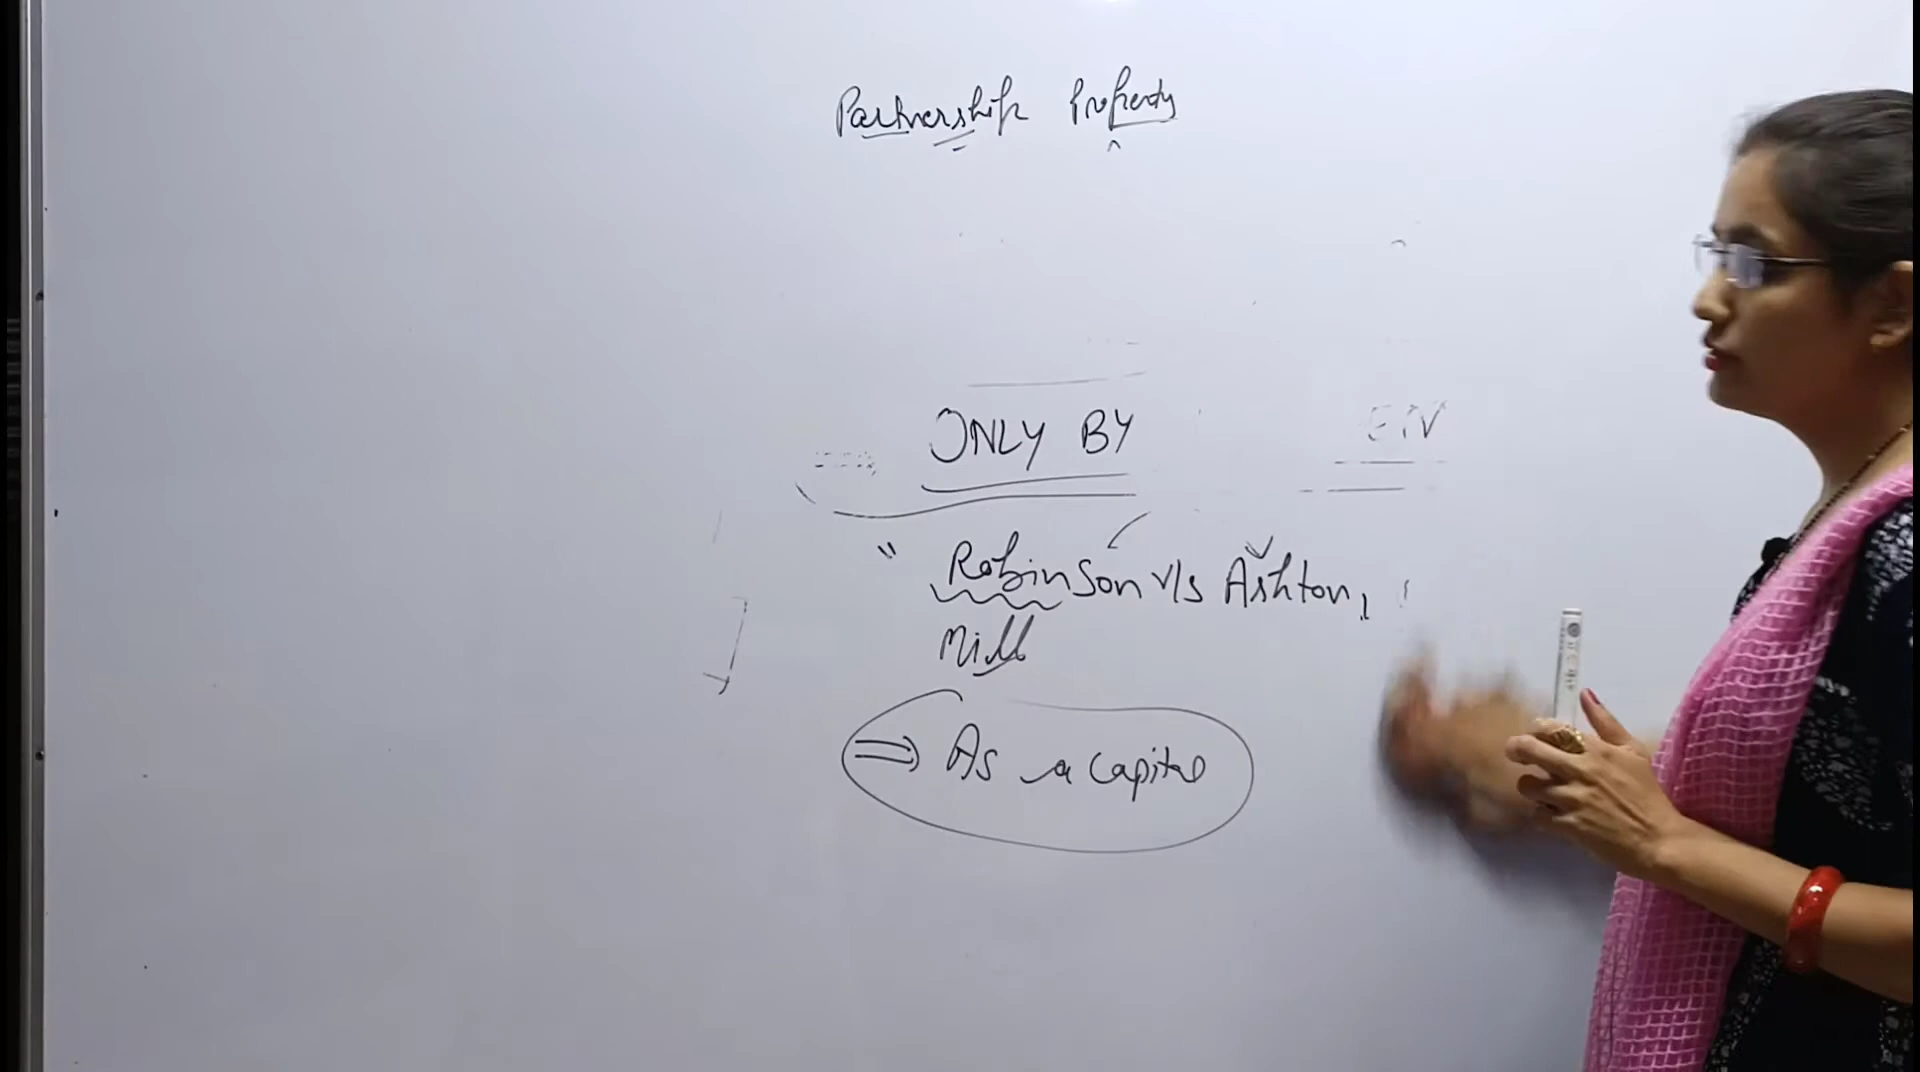 Partnership Property
ONLY BY
" Robinson v/s Ashton,
Mill
⇒ As a capital